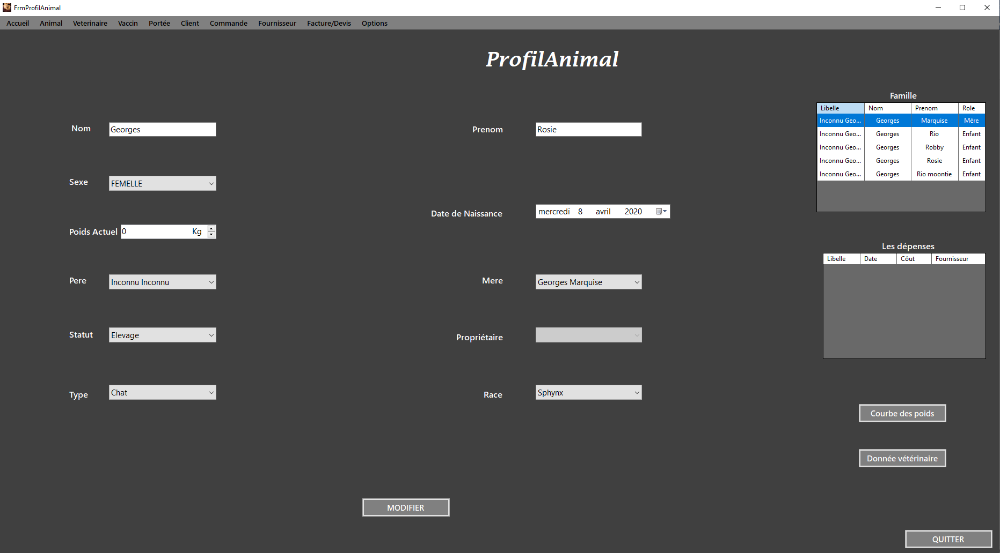 FrmProfilAnimal
Accueil Animal Veterinaire Vaccin Portée Client Commande Fournisseur Facture/Devis Options
ProfilAnimal
Nom Georges
Prenom Rosie
Sexe FEMELLE
Date de Naissance mercredi 8 avril 2020
Poids Actuel 0 Kg
Pere Inconnu Inconnu
Mere Georges Marquise
Statut Elevage
Propriétaire
Type Chat
Race Sphynx
MODIFIER
Famille
Libelle Nom Prenom Role
Inconnu Geo... Georges Marquise Mère
Inconnu Geo... Georges Rio Enfant
Inconnu Geo... Georges Robby Enfant
Inconnu Geo... Georges Rosie Enfant
Inconnu Geo... Georges Rio moontie Enfant
Les dépenses
Libelle Date Côut Fournisseur
Courbe des poids
Donnée vétérinaire
QUITTER